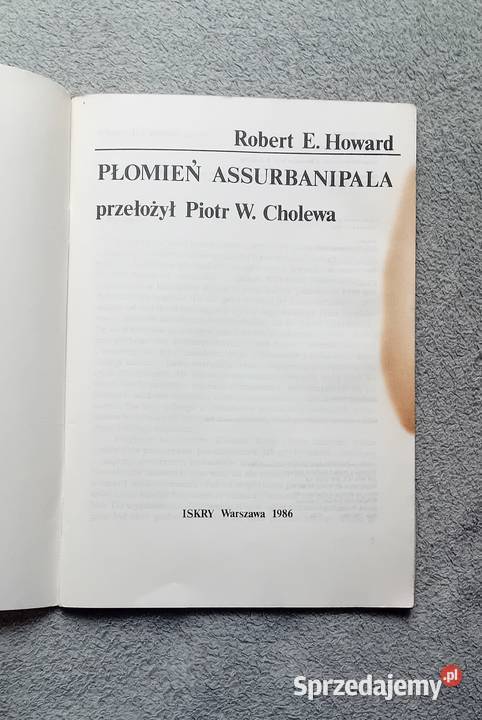 Robert E. Howard
PŁOMIEŃ ASSURBANIPALA
przełożył Piotr W. Cholewa
ISKRY Warszawa 1986
Sprzedajemy.pl